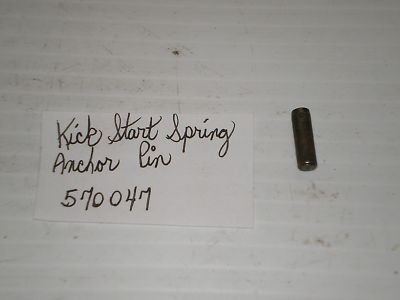 Kick Start Spring
Anchor Pin
570047